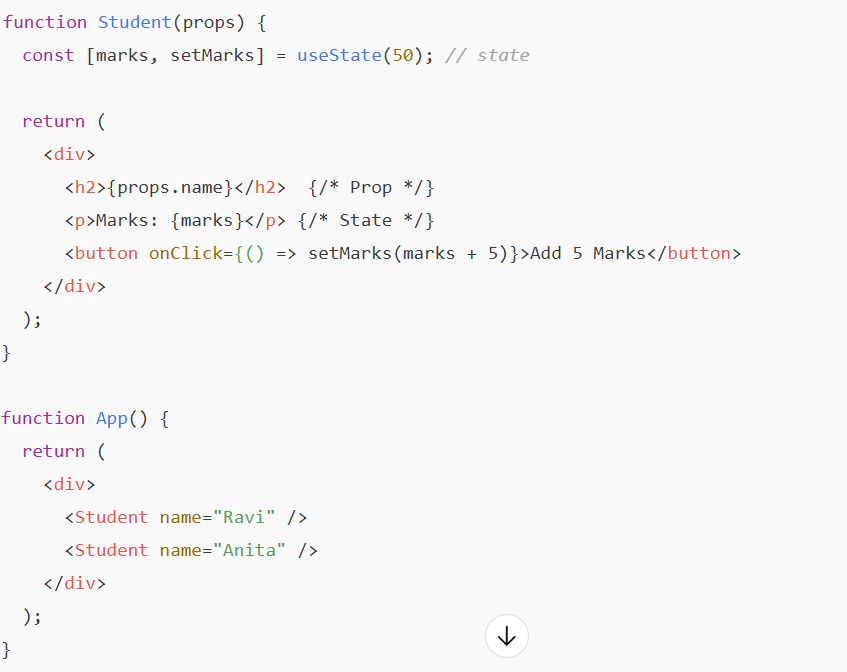 function Student(props) {
  const [marks, setMarks] = useState(50); // state

  return (
    <div>
      <h2>{props.name}</h2>  {/* Prop */}
      <p>Marks: {marks}</p> {/* State */}
      <button onClick={() => setMarks(marks + 5)}>Add 5 Marks</button>
    </div>
  );
}

function App() {
  return (
    <div>
      <Student name="Ravi" />
      <Student name="Anita" />
    </div>
  );
}